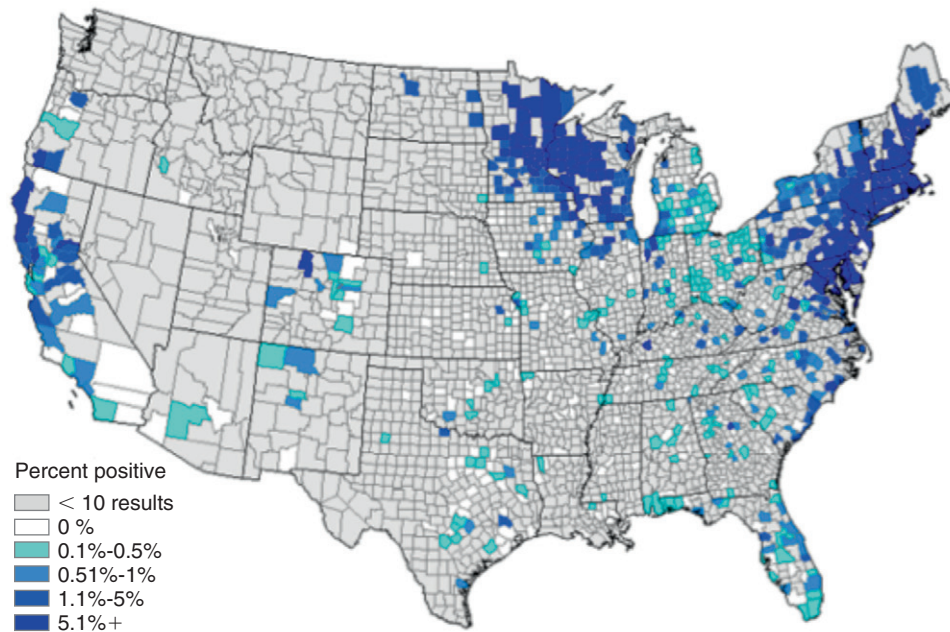 Percent positive
< 10 results
0 %
0.1%-0.5%
0.51%-1%
1.1%-5%
5.1%+